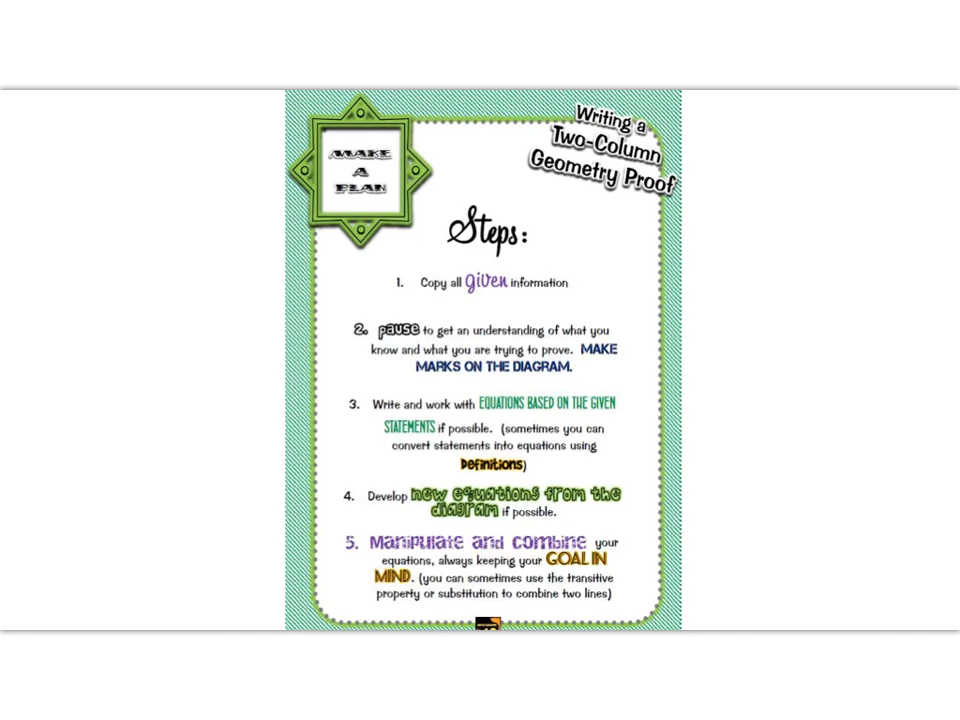 MAKE
A
PLAN
Writing a
Two-Column
Geometry Proof
Steps:
1. Copy all given information
2. pause to get an understanding of what you
know and what you are trying to prove. MAKE
MARKS ON THE DIAGRAM.
3. Write and work with EQUATIONS BASED ON THE GIVEN
STATEMENTS if possible. (sometimes you can
convert statements into equations using
Definitions)
4. Develop new equations from the
diagram if possible.
5. Manipulate and combine your
equations, always keeping your GOAL IN
MIND. (you can sometimes use the transitive
property or substitution to combine two lines)